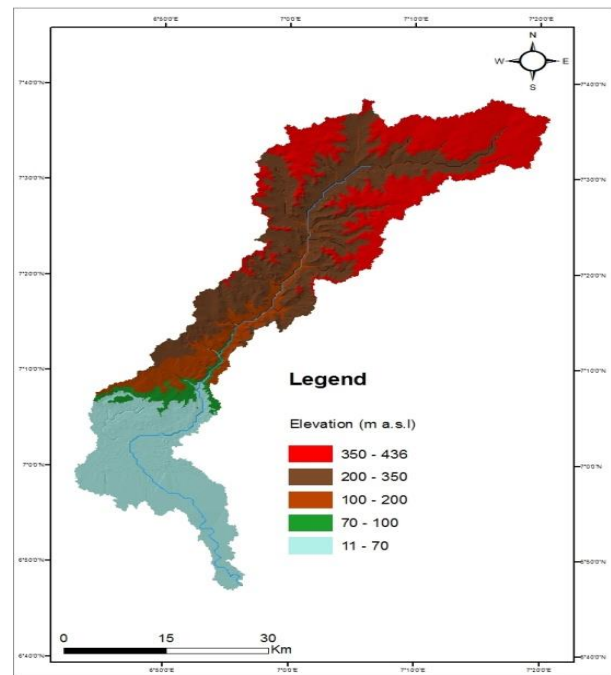 6°50'0"E 7°0'0"E 7°10'0"E 7°20'0"E
N
W E
S
7°40'0"N 7°40'0"N
7°30'0"N 7°30'0"N
7°20'0"N 7°20'0"N
7°10'0"N 7°10'0"N
Legend
Elevation (m a.s.l)
350 - 436
200 - 350
7°0'0"N 7°0'0"N
100 - 200
70 - 100
11 - 70
6°50'0"N 6°50'0"N
0 15 30
Km
6°40'0"N 6°40'0"N
6°50'0"E 7°0'0"E 7°10'0"E 7°20'0"E